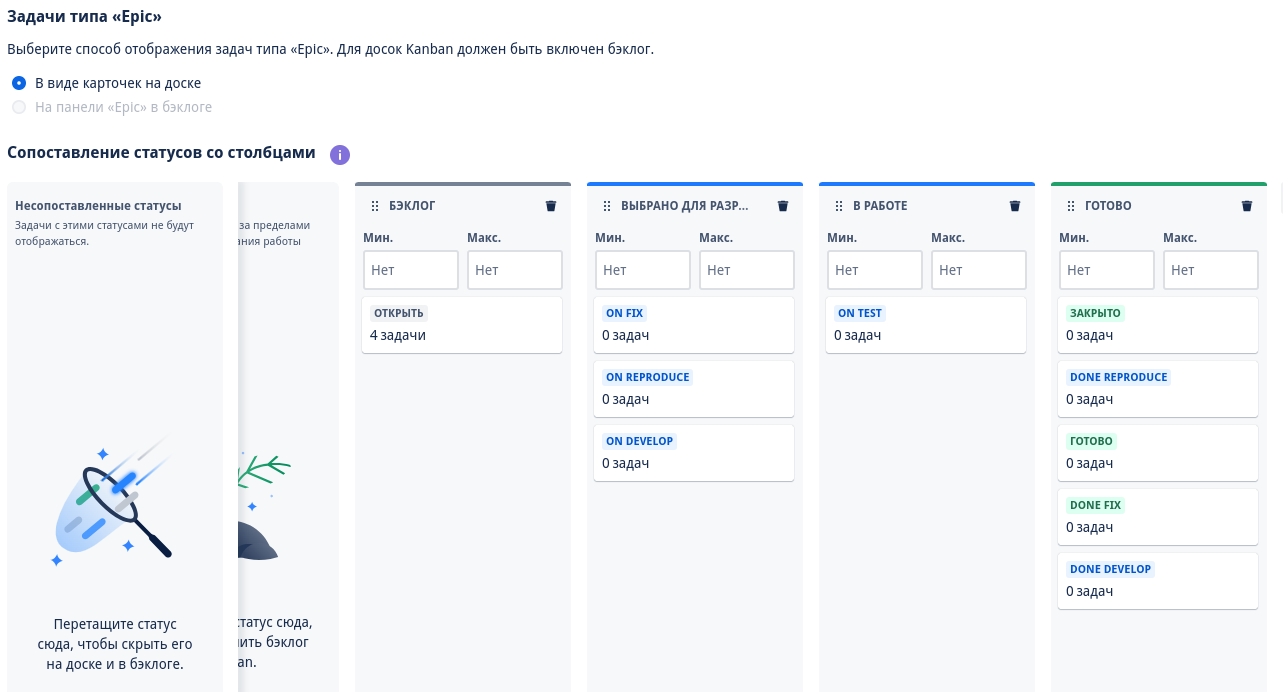 Задачи типа «Epic»
Выберите способ отображения задач типа «Epic». Для досок Kanban должен быть включен бэклог.
В виде карточек на доске
На панели «Epic» в бэклоге
Сопоставление статусов со столбцами
Несопоставленные статусы
Задачи с этими статусами не будут
отображаться.
Перетащите статус
сюда, чтобы скрыть его
на доске и в бэклоге.
за пределами
работы
сюда,
бэклог
БЭКЛОГ
Мин. Макс.
Нет Нет
ОТКРЫТЬ
4 задачи
ВЫБРАНО ДЛЯ РАЗР...
Мин. Макс.
Нет Нет
ON FIX
0 задач
ON REPRODUCE
0 задач
ON DEVELOP
0 задач
В РАБОТЕ
Мин. Макс.
Нет Нет
ON TEST
0 задач
ГОТОВО
Мин. Макс.
Нет Нет
ЗАКРЫТО
0 задач
DONE REPRODUCE
0 задач
ГОТОВО
0 задач
DONE FIX
0 задач
DONE DEVELOP
0 задач